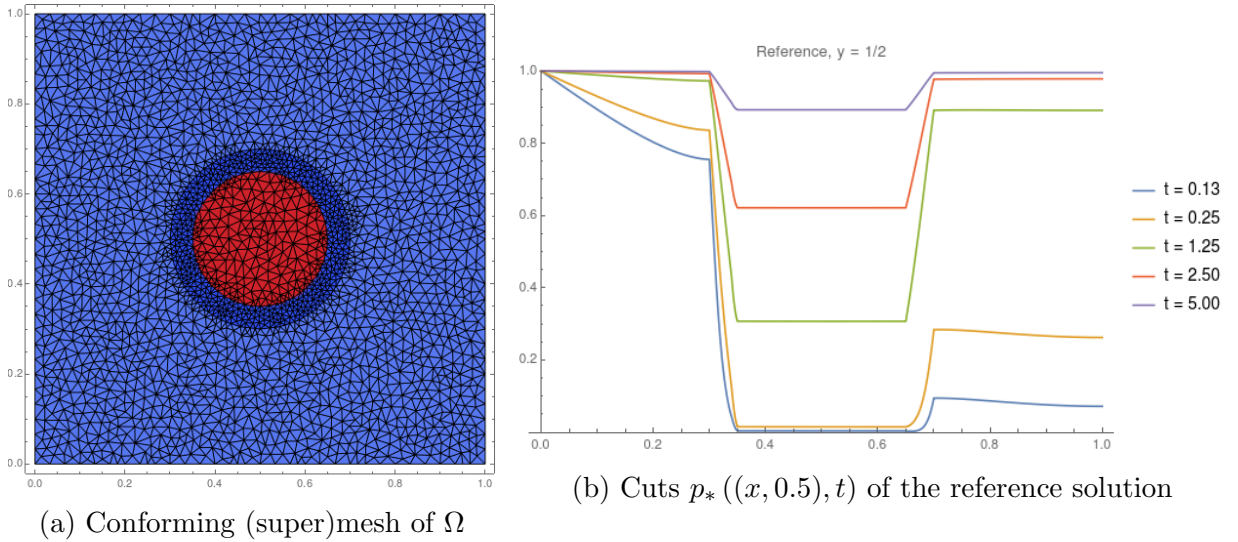 1.0
0.8
0.6
0.4
0.2
0.0
0.0 0.2 0.4 0.6 0.8 1.0
(a) Conforming (super)mesh of Ω
Reference, y = 1/2
1.0
0.8
0.6
0.4
0.2
0.0 0.2 0.4 0.6 0.8 1.0
t = 0.13
t = 0.25
t = 1.25
t = 2.50
t = 5.00
(b) Cuts p∗ ((x, 0.5), t) of the reference solution